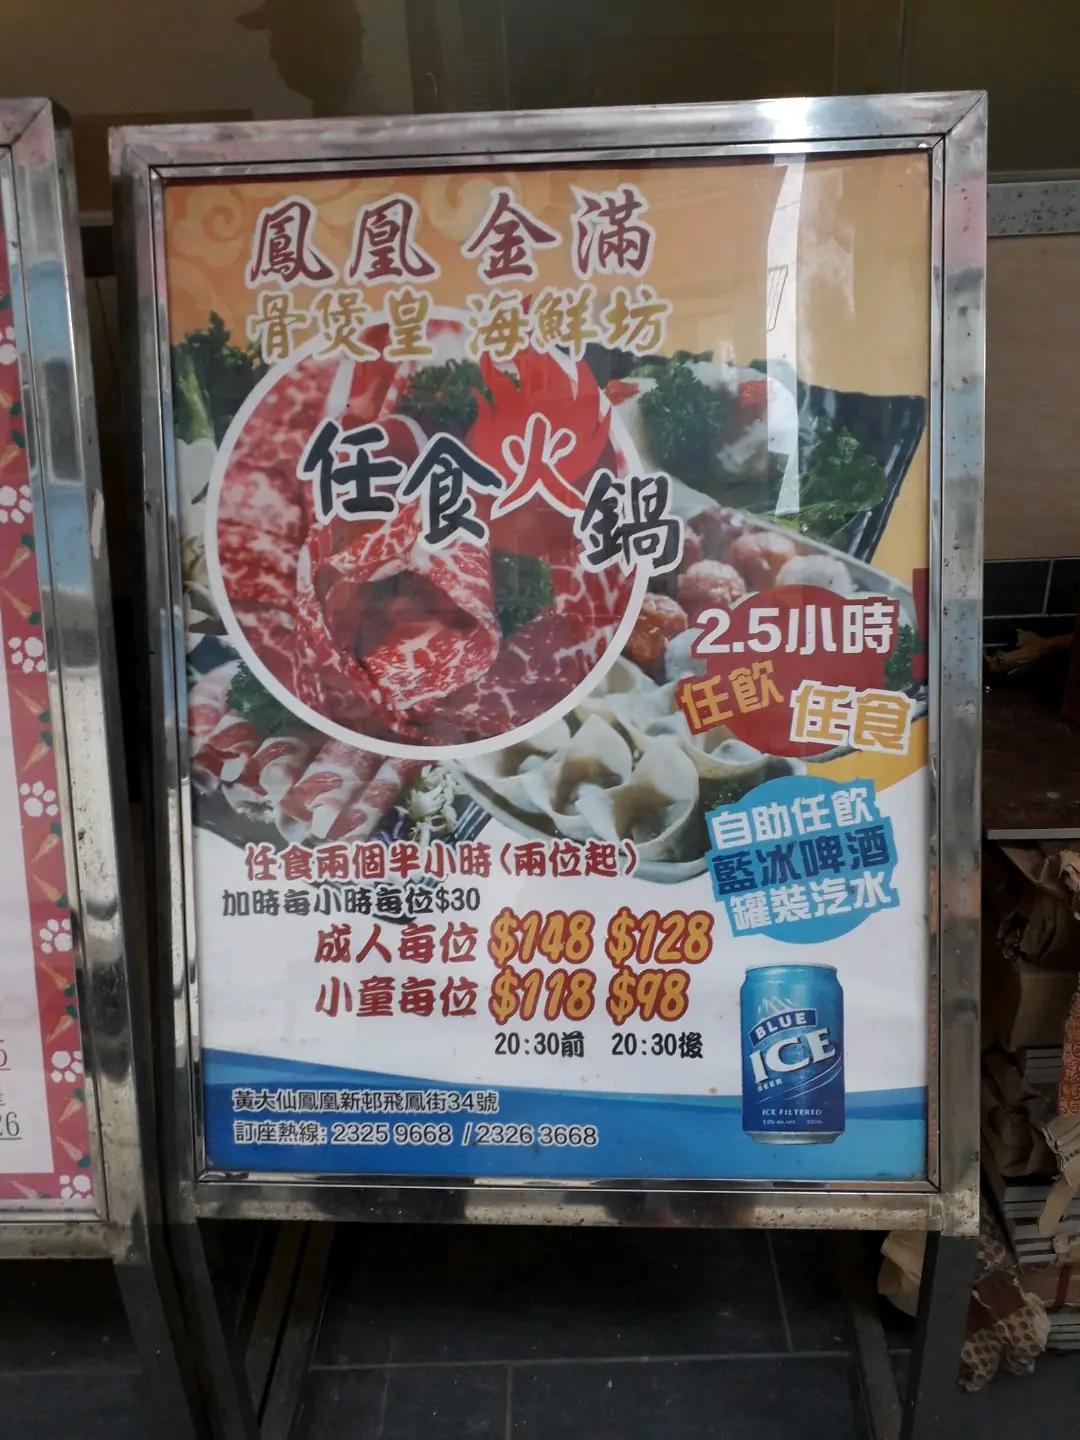 鳳凰 金滿
骨煲皇 海鮮坊
任食火鍋
2.5小時
任飲 任食
自助任飲
藍冰啤酒
罐裝汽水
任食兩個半小時(兩位起)
加時每小時每位$30
成人每位 $148 $128
小童每位 $118 $98
20:30前 20:30後
BLUE
ICE
BEER
ICE FILTERED
黃大仙鳳凰新邨飛鳳街34號
訂座熱線: 2325 9668 / 2326 3668
26